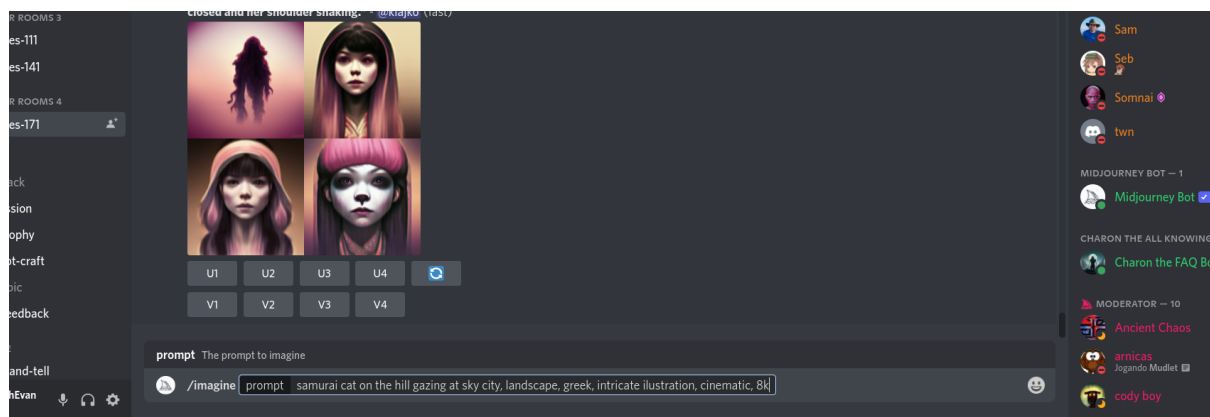 R ROOMS 3
es-111
es-141
R ROOMS 4
es-171
ack
ssion
ophy
ot-craft
pic
eedback
and-tell
hEvan
closed and her shoulder shaking. - @kiajko (fast)
U1 U2 U3 U4
V1 V2 V3 V4
prompt The prompt to imagine
/imagine prompt samurai cat on the hill gazing at sky city, landscape, greek, intricate ilustration, cinematic, 8k
Sam
Seb
Somnai
twn
MIDJOURNEY BOT — 1
Midjourney Bot
CHARON THE ALL KNOWING
Charon the FAQ Bo
MODERATOR — 10
Ancient Chaos
arnicas
Jogando Mudlet
cody boy